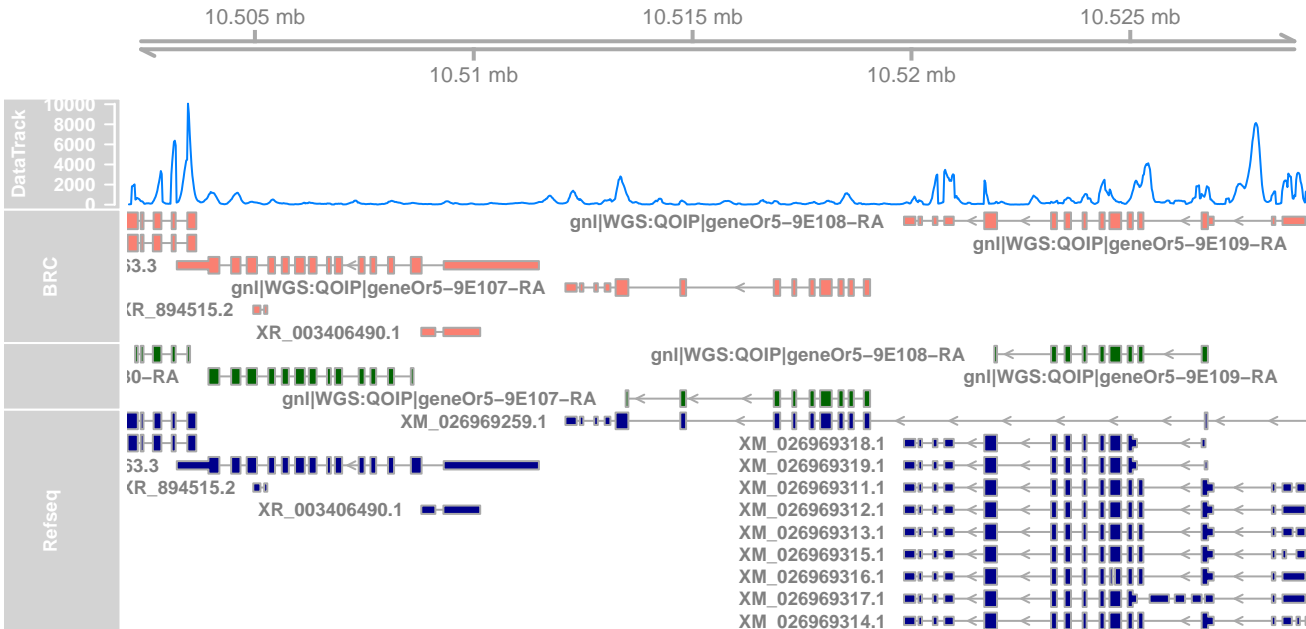 10.505 mb 10.515 mb 10.525 mb
10.51 mb 10.52 mb
DataTrack
10000
8000
6000
4000
2000
0
BRC
gnl|WGS:QOIP|geneOr5−9E108−RA
gnl|WGS:QOIP|geneOr5−9E109−RA
63.3
gnl|WGS:QOIP|geneOr5−9E107−RA
XR_894515.2
XR_003406490.1
gnl|WGS:QOIP|geneOr5−9E108−RA
30−RA
gnl|WGS:QOIP|geneOr5−9E109−RA
gnl|WGS:QOIP|geneOr5−9E107−RA
Refseq
XM_026969259.1
XM_026969318.1
63.3
XM_026969319.1
XR_894515.2
XM_026969311.1
XR_003406490.1
XM_026969312.1
XM_026969313.1
XM_026969315.1
XM_026969316.1
XM_026969317.1
XM_026969314.1